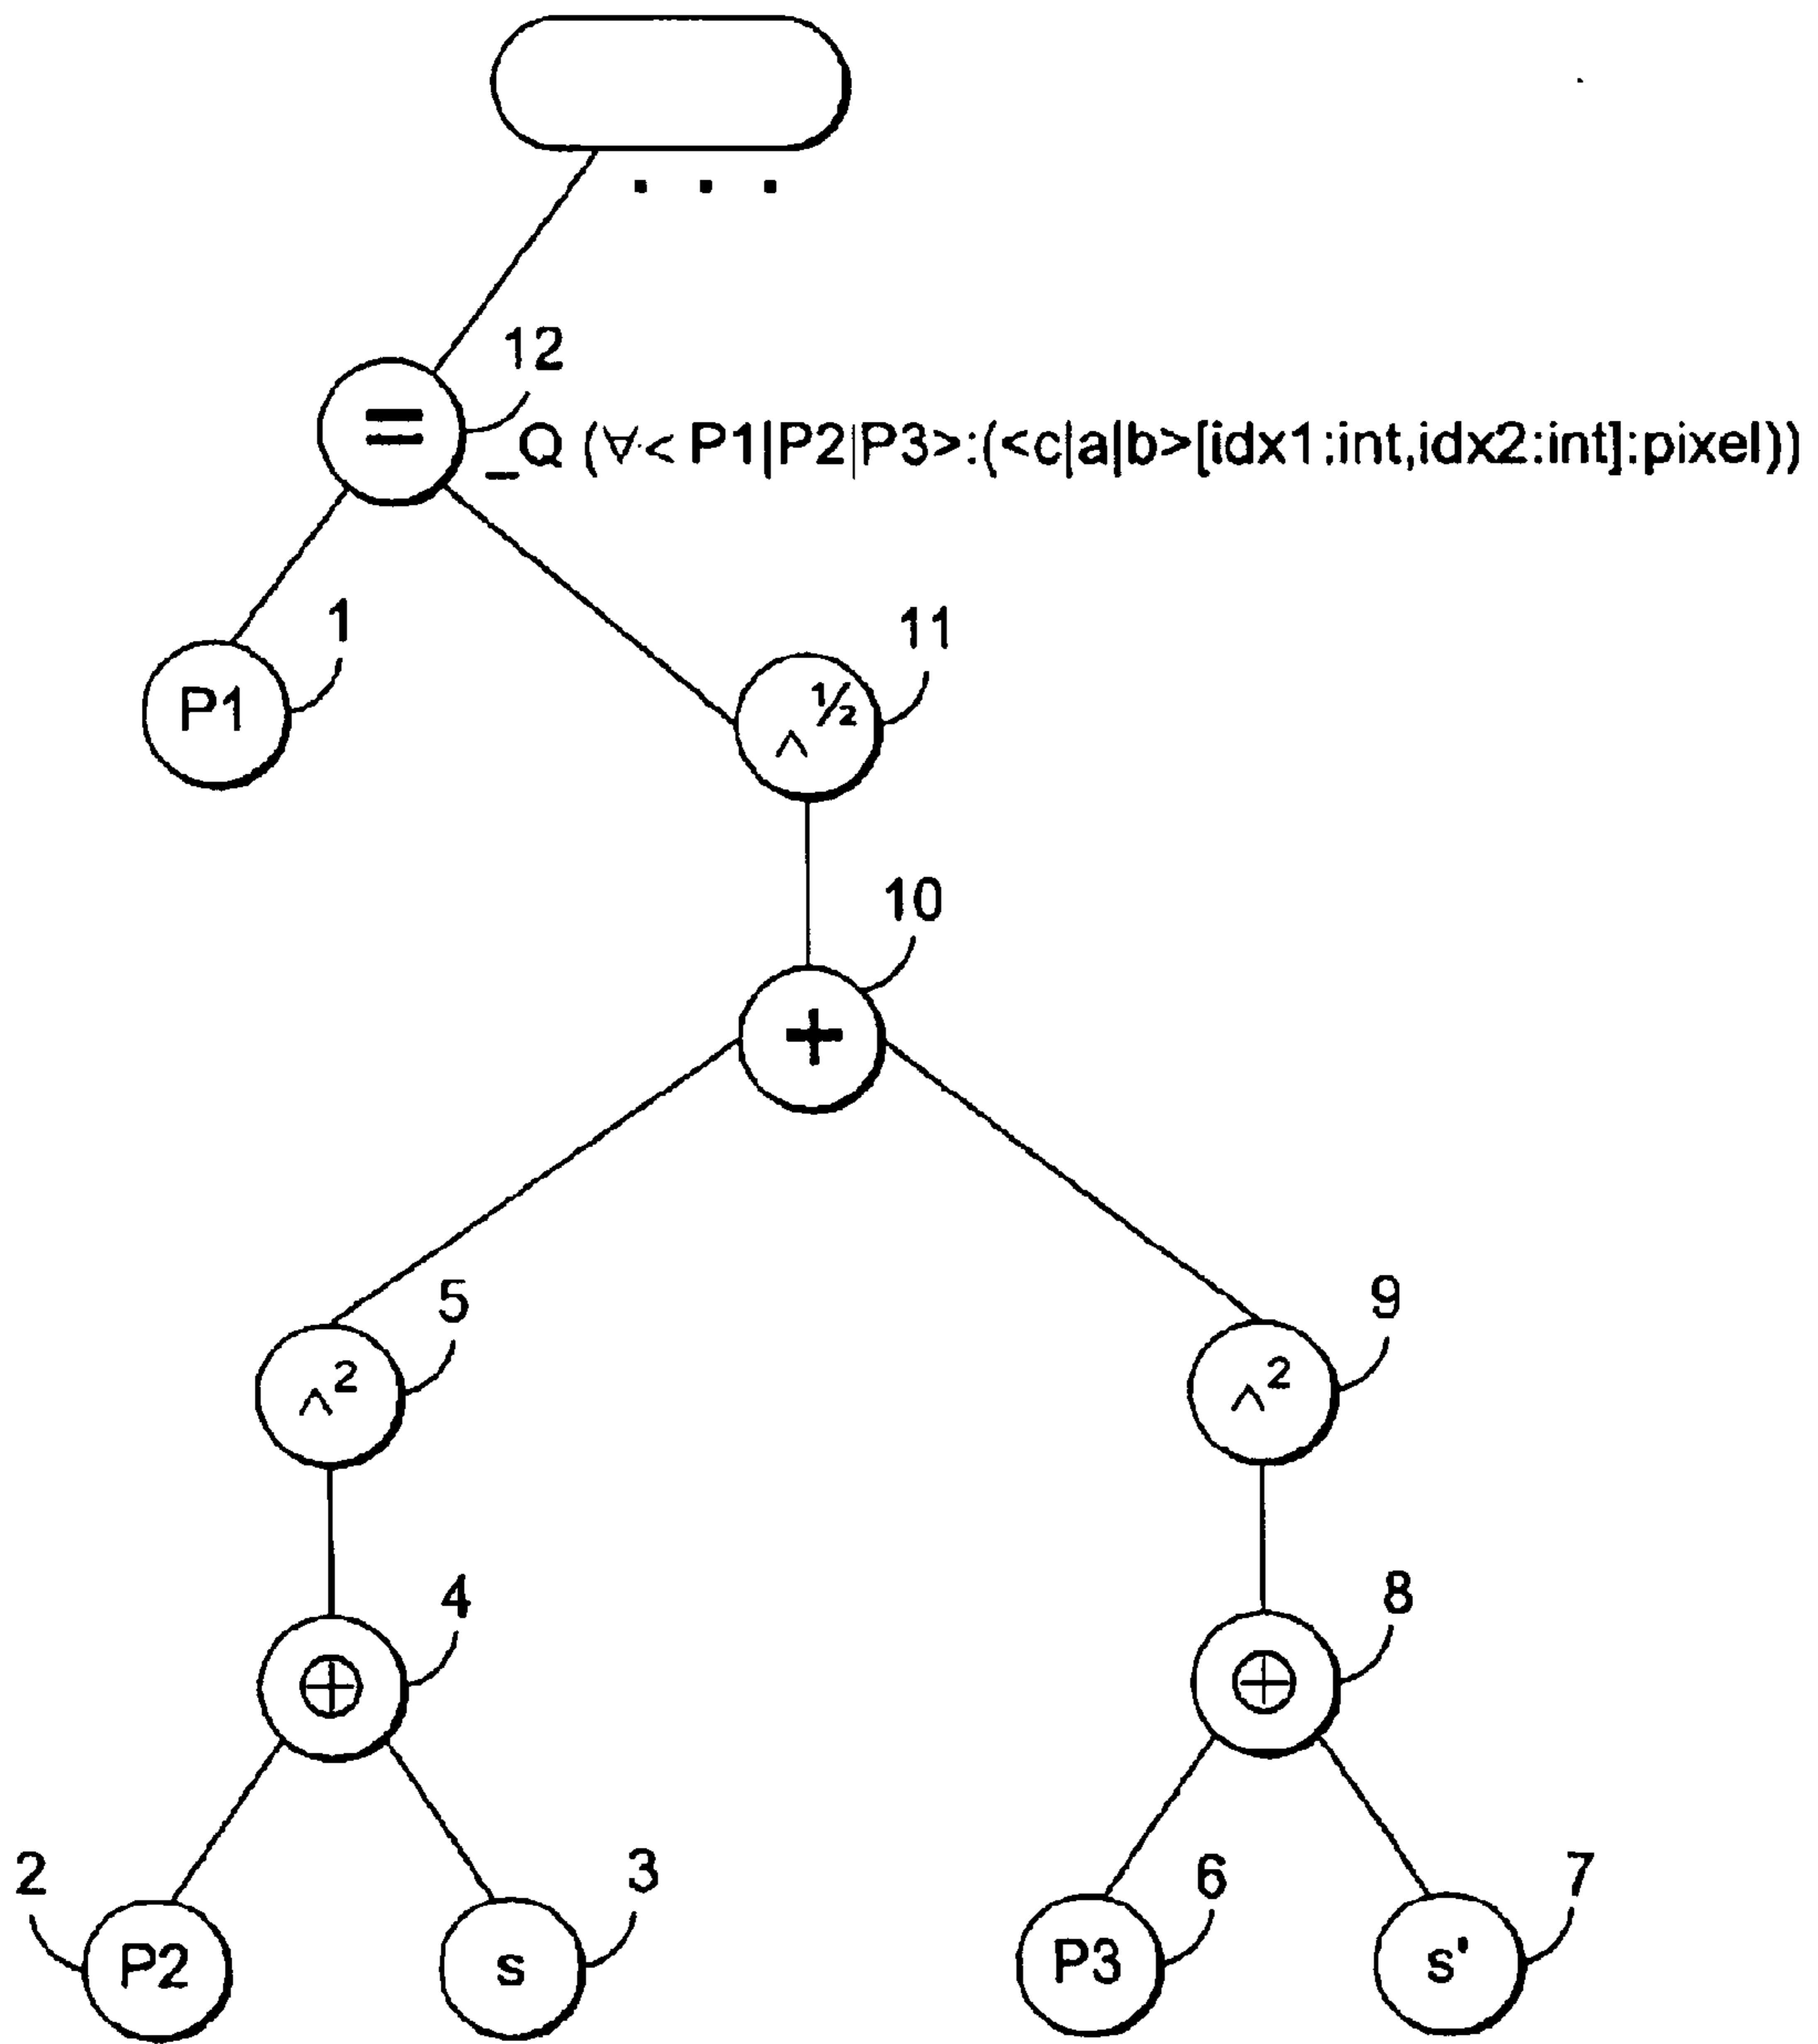 . . .
12
=
_Q (∀< P1|P2|P3>:(<c|a|b>[idx1:int,idx2:int]:pixel))
1
P1
11
^½
10
+
5
^²
9
^²
4
⊕
8
⊕
2
P2
3
s
6
P3
7
s'